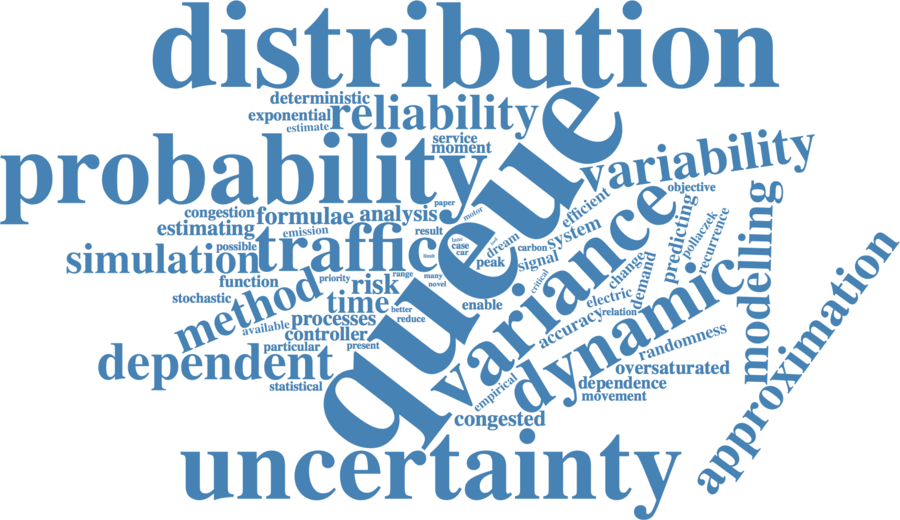 distribution
deterministic
exponential
reliability
estimate
service
moment
probability
queue
variability
congestion
formulae
analysis
paper
motor
efficient
objective
estimating
emission
result
traffic
possible
simulation
case
car
limit
dream
peak
carbon
system
signal
variance
predicting
pollaczek
recurrence
modelling
function
priority
range
many
novel
risk
critical
change
demand
stochastic
method
time
better
enable
electric
relation
processes
reduce
accuracy
dynamic
available
controller
particular
present
randomness
approximation
dependent
oversaturated
statistical
empirical
dependence
movement
congested
uncertainty